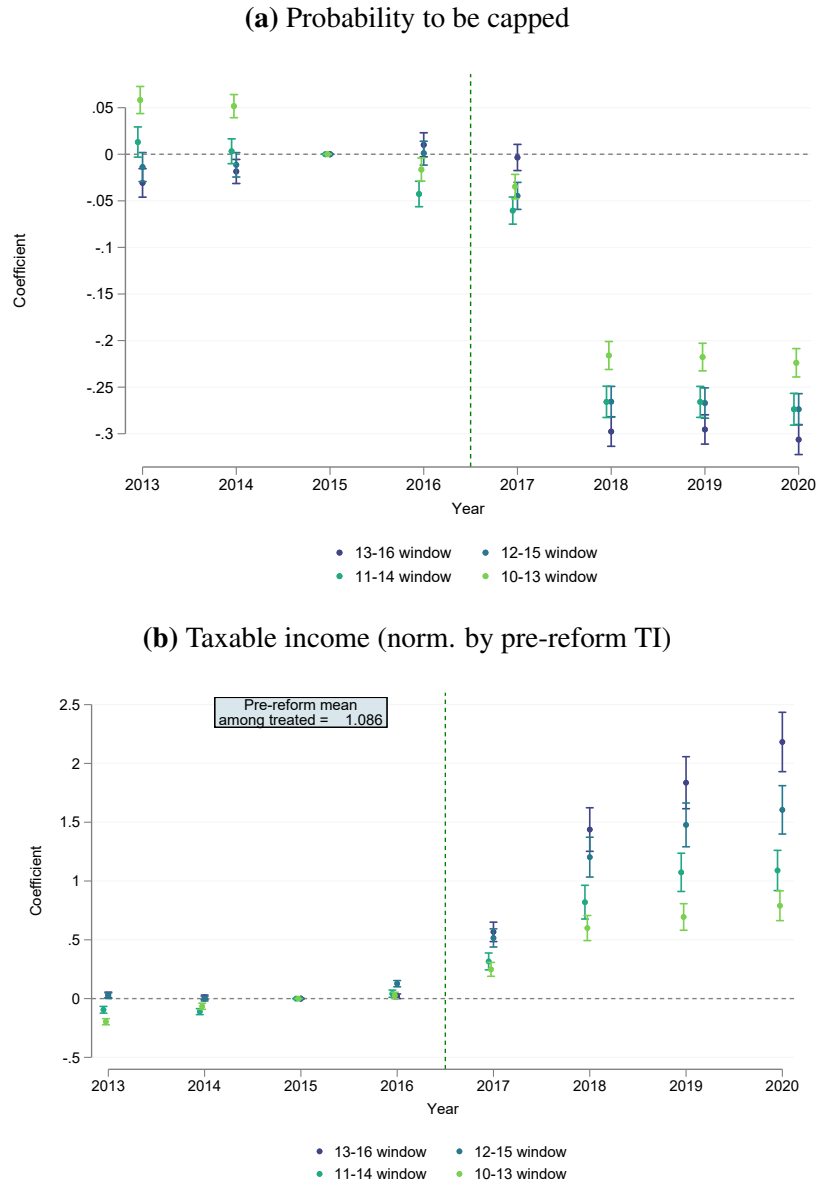 (a) Probability to be capped
.05
0
-.05
-.1
-.15
-.2
-.25
-.3
Coefficient
2013 2014 2015 2016 2017 2018 2019 2020
Year
13-16 window 12-15 window
11-14 window 10-13 window
(b) Taxable income (norm. by pre-reform TI)
Pre-reform mean
among treated = 1.086
2.5
2
1.5
1
.5
0
-.5
Coefficient
2013 2014 2015 2016 2017 2018 2019 2020
Year
13-16 window 12-15 window
11-14 window 10-13 window